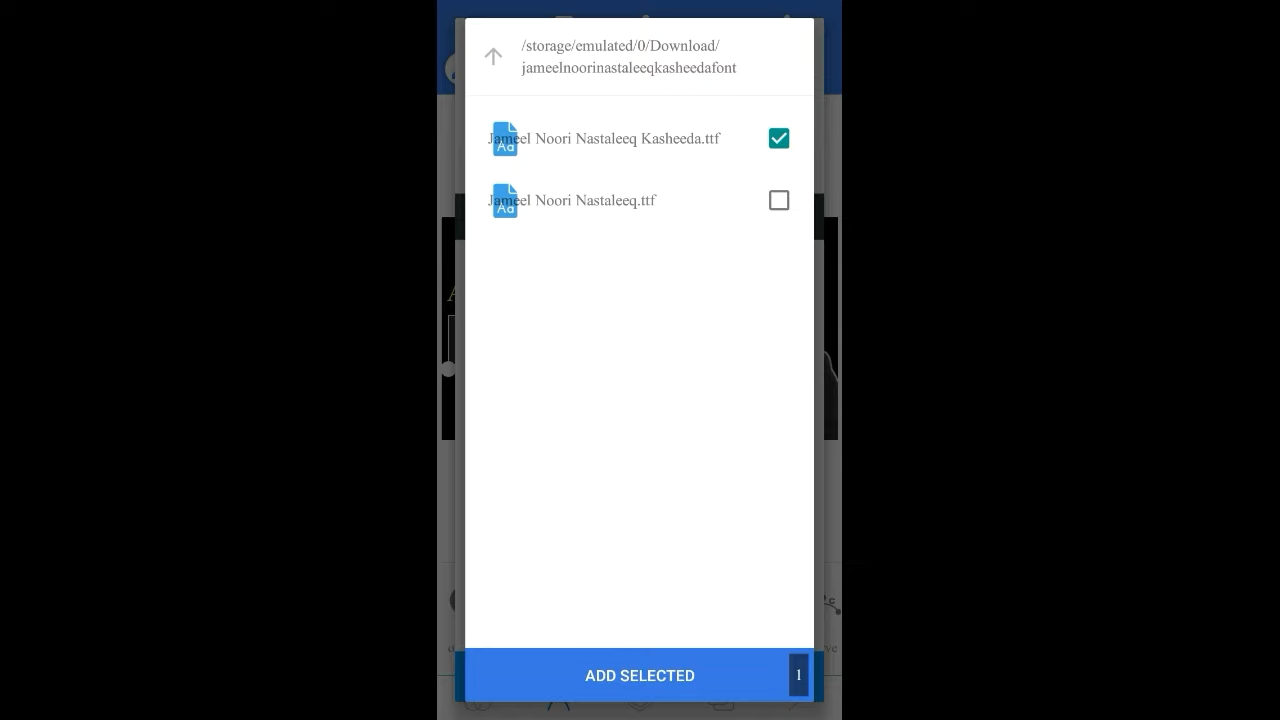 /storage/emulated/0/Download/
jameelnoorinastaleeqkasheedafont
Jameel Noori Nastaleeq Kasheeda.ttf
Jameel Noori Nastaleeq.ttf
ADD SELECTED
1